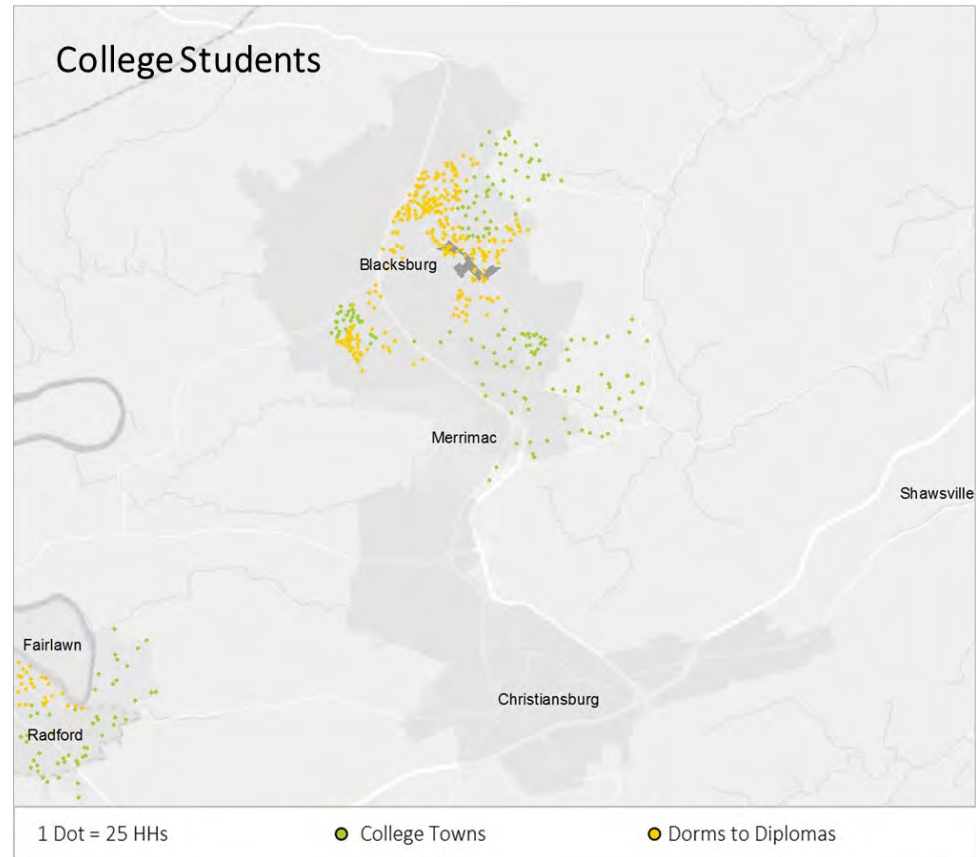 College Students
Blacksburg
Merrimac
Shawsville
Fairlawn
Christiansburg
Radford
1 Dot = 25 HHs
College Towns
Dorms to Diplomas